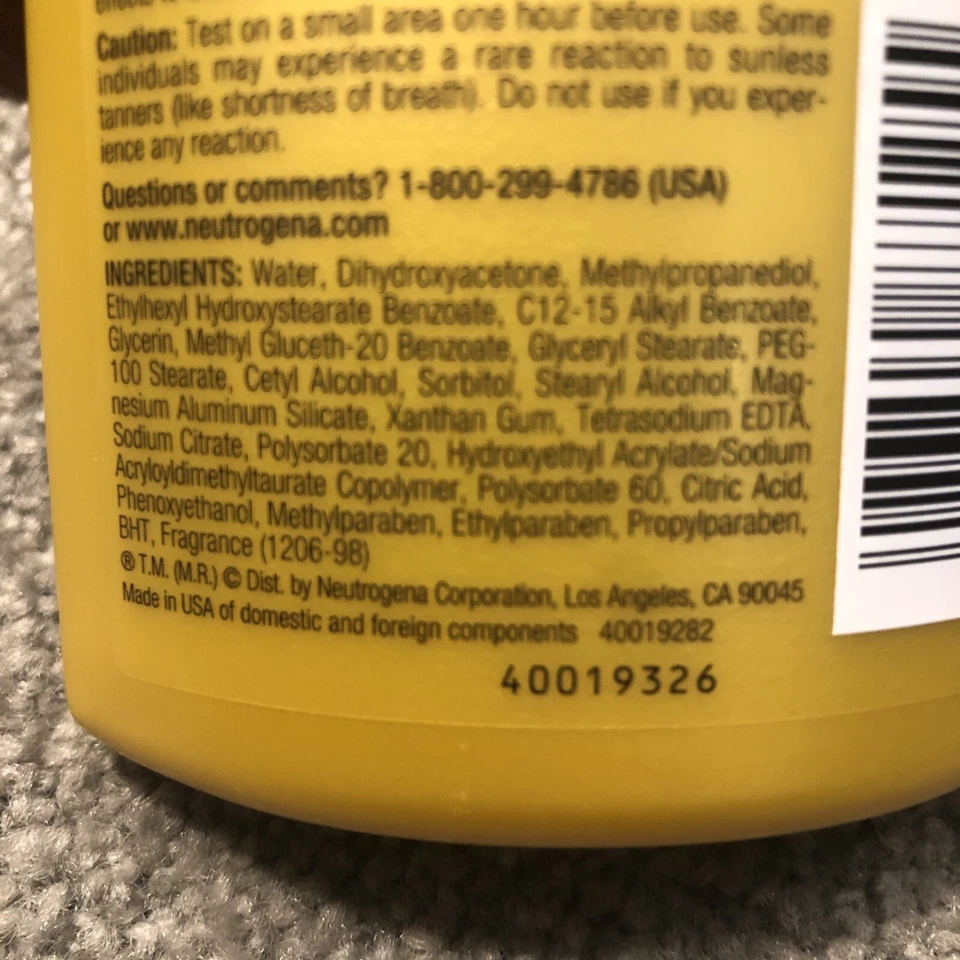 Caution: Test on a small area one hour before use. Some
individuals may experience a rare reaction to sunless
tanners (like shortness of breath). Do not use if you exper-
ience any reaction.
Questions or comments? 1-800-299-4786 (USA)
or www.neutrogena.com
INGREDIENTS: Water, Dihydroxyacetone, Methylpropanediol,
Ethylhexyl Hydroxystearate Benzoate, C12-15 Alkyl Benzoate,
Glycerin, Methyl Gluceth-20 Benzoate, Glyceryl Stearate, PEG-
100 Stearate, Cetyl Alcohol, Sorbitol, Stearyl Alcohol, Mag-
nesium Aluminum Silicate, Xanthan Gum, Tetrasodium EDTA,
Sodium Citrate, Polysorbate 20, Hydroxyethyl Acrylate/Sodium
Acryloyldimethyltaurate Copolymer, Polysorbate 60, Citric Acid,
Phenoxyethanol, Methylparaben, Ethylparaben, Propylparaben,
BHT, Fragrance (1206-98)
® T.M. (M.R.) © Dist. by Neutrogena Corporation, Los Angeles, CA 90045
Made in USA of domestic and foreign components 40019282
40019326